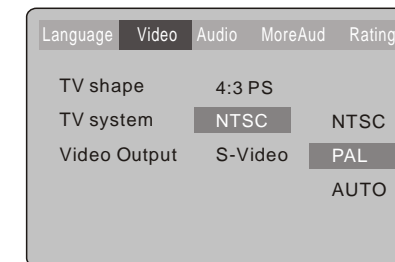 Language Video Audio MoreAud Rating
TV shape 4:3 PS
TV system NTSC NTSC
Video Output S-Video PAL
AUTO